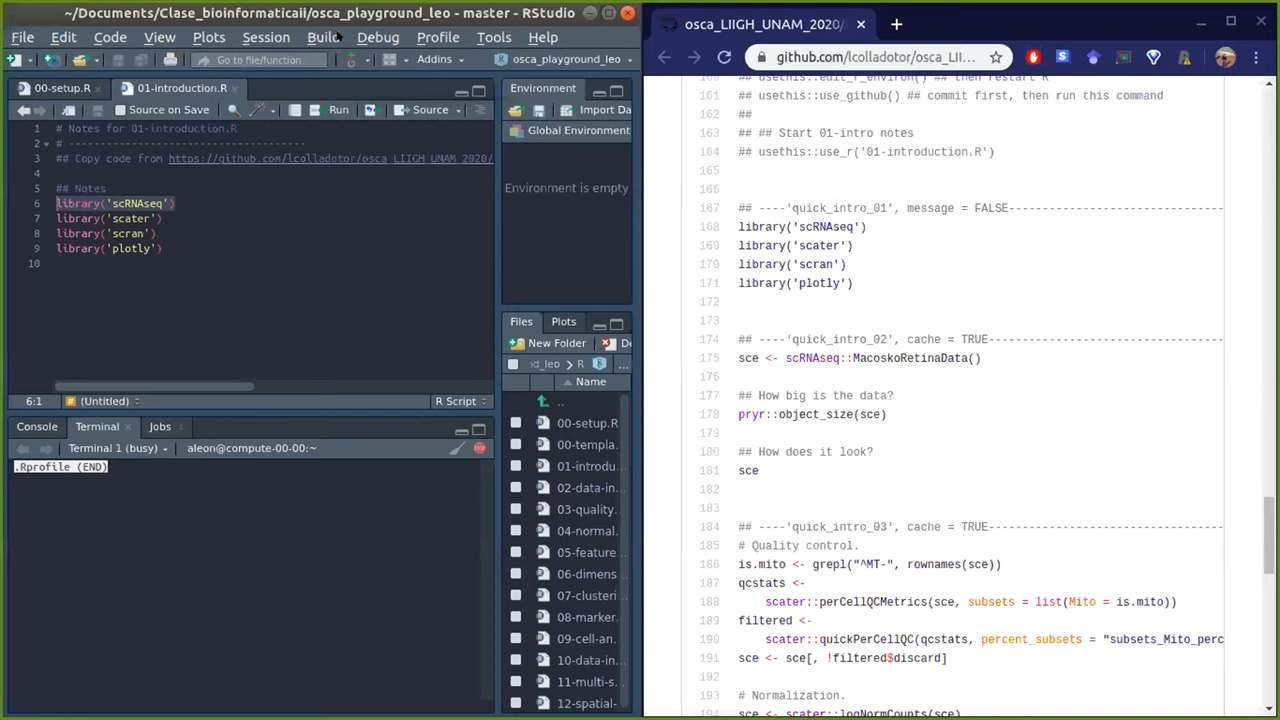 ~/Documents/Clase_bioinformaticaii/osca_playground_leo - master - RStudio
File Edit Code View Plots Session Build Debug Profile Tools Help
Go to file/function Addins osca_playground_leo
00-setup.R 01-introduction.R
Source on Save Run Source
1 # Notes for 01-introduction.R
2 # -----------------------------------
3 ## Copy code from https://github.com/lcolladotor/osca_LIIGH_UNAM_2020/
4
5 ## Notes
6 library('scRNAseq')
7 library('scater')
8 library('scran')
9 library('plotly')
10
6:1 (Untitled) R Script
Console Terminal Jobs
Terminal 1 (busy) aleon@compute-00-00:~
.Rprofile (END)
Environment
Import Da
Global Environment
Environment is empty
Files Plots
New Folder De
nd_leo R ...
Name
..
00-setup.R
00-templa...
01-introdu...
02-data-in...
03-quality...
04-normal...
05-feature...
06-dimens...
07-clusteri...
08-marker...
09-cell-an...
10-data-in...
11-multi-s...
12-spatial-...
osca_LIIGH_UNAM_2020/
github.com/lcolladotor/osca_LII...
160 ## usethis::edit_r_environ() ## then restart R
161 ## usethis::use_github() ## commit first, then run this command
162 ##
163 ## ## Start 01-intro notes
164 ## usethis::use_r('01-introduction.R')
165
166
167 ## ----'quick_intro_01', message = FALSE--------------------------------
168 library('scRNAseq')
169 library('scater')
170 library('scran')
171 library('plotly')
172
173
174 ## ----'quick_intro_02', cache = TRUE-----------------------------------
175 sce <- scRNAseq::MacoskoRetinaData()
176
177 ## How big is the data?
178 pryr::object_size(sce)
179
180 ## How does it look?
181 sce
182
183
184 ## ----'quick_intro_03', cache = TRUE-----------------------------------
185 # Quality control.
186 is.mito <- grepl("^MT-", rownames(sce))
187 qcstats <-
188 scater::perCellQCMetrics(sce, subsets = list(Mito = is.mito))
189 filtered <-
190 scater::quickPerCellQC(qcstats, percent_subsets = "subsets_Mito_perc
191 sce <- sce[, !filtered$discard]
192
193 # Normalization.
194 sce <- scater::logNormCounts(sce)